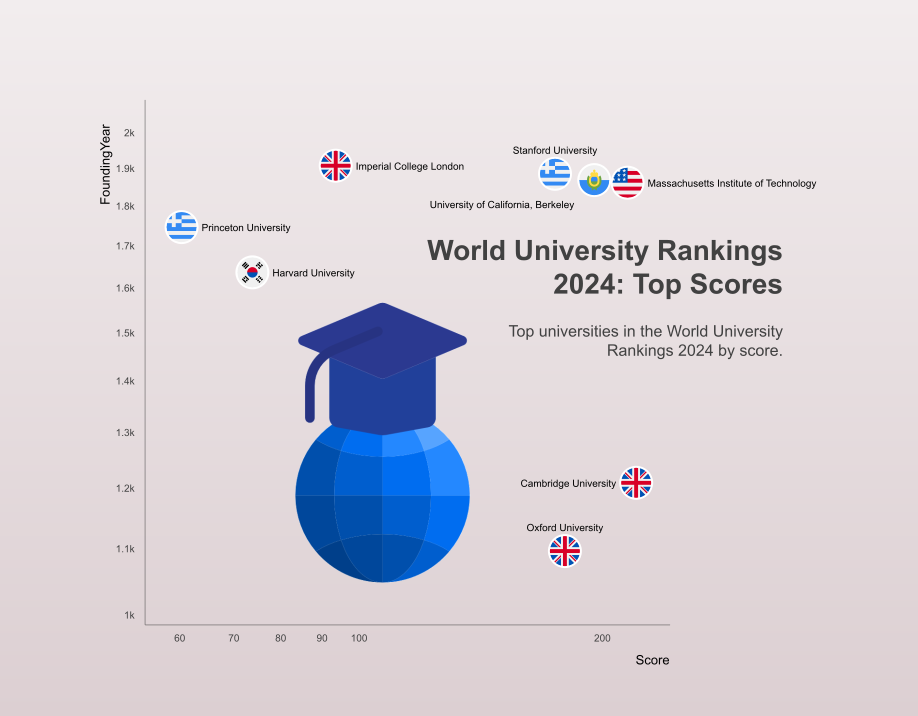 FoundingYear
2k
1.9k
1.8k
1.7k
1.6k
1.5k
1.4k
1.3k
1.2k
1.1k
1k
Stanford University
Imperial College London
Massachusetts Institute of Technology
University of California, Berkeley
Princeton University
Harvard University
World University Rankings
2024: Top Scores
Top universities in the World University
Rankings 2024 by score.
Cambridge University
Oxford University
60
70
80
90
100
200
Score